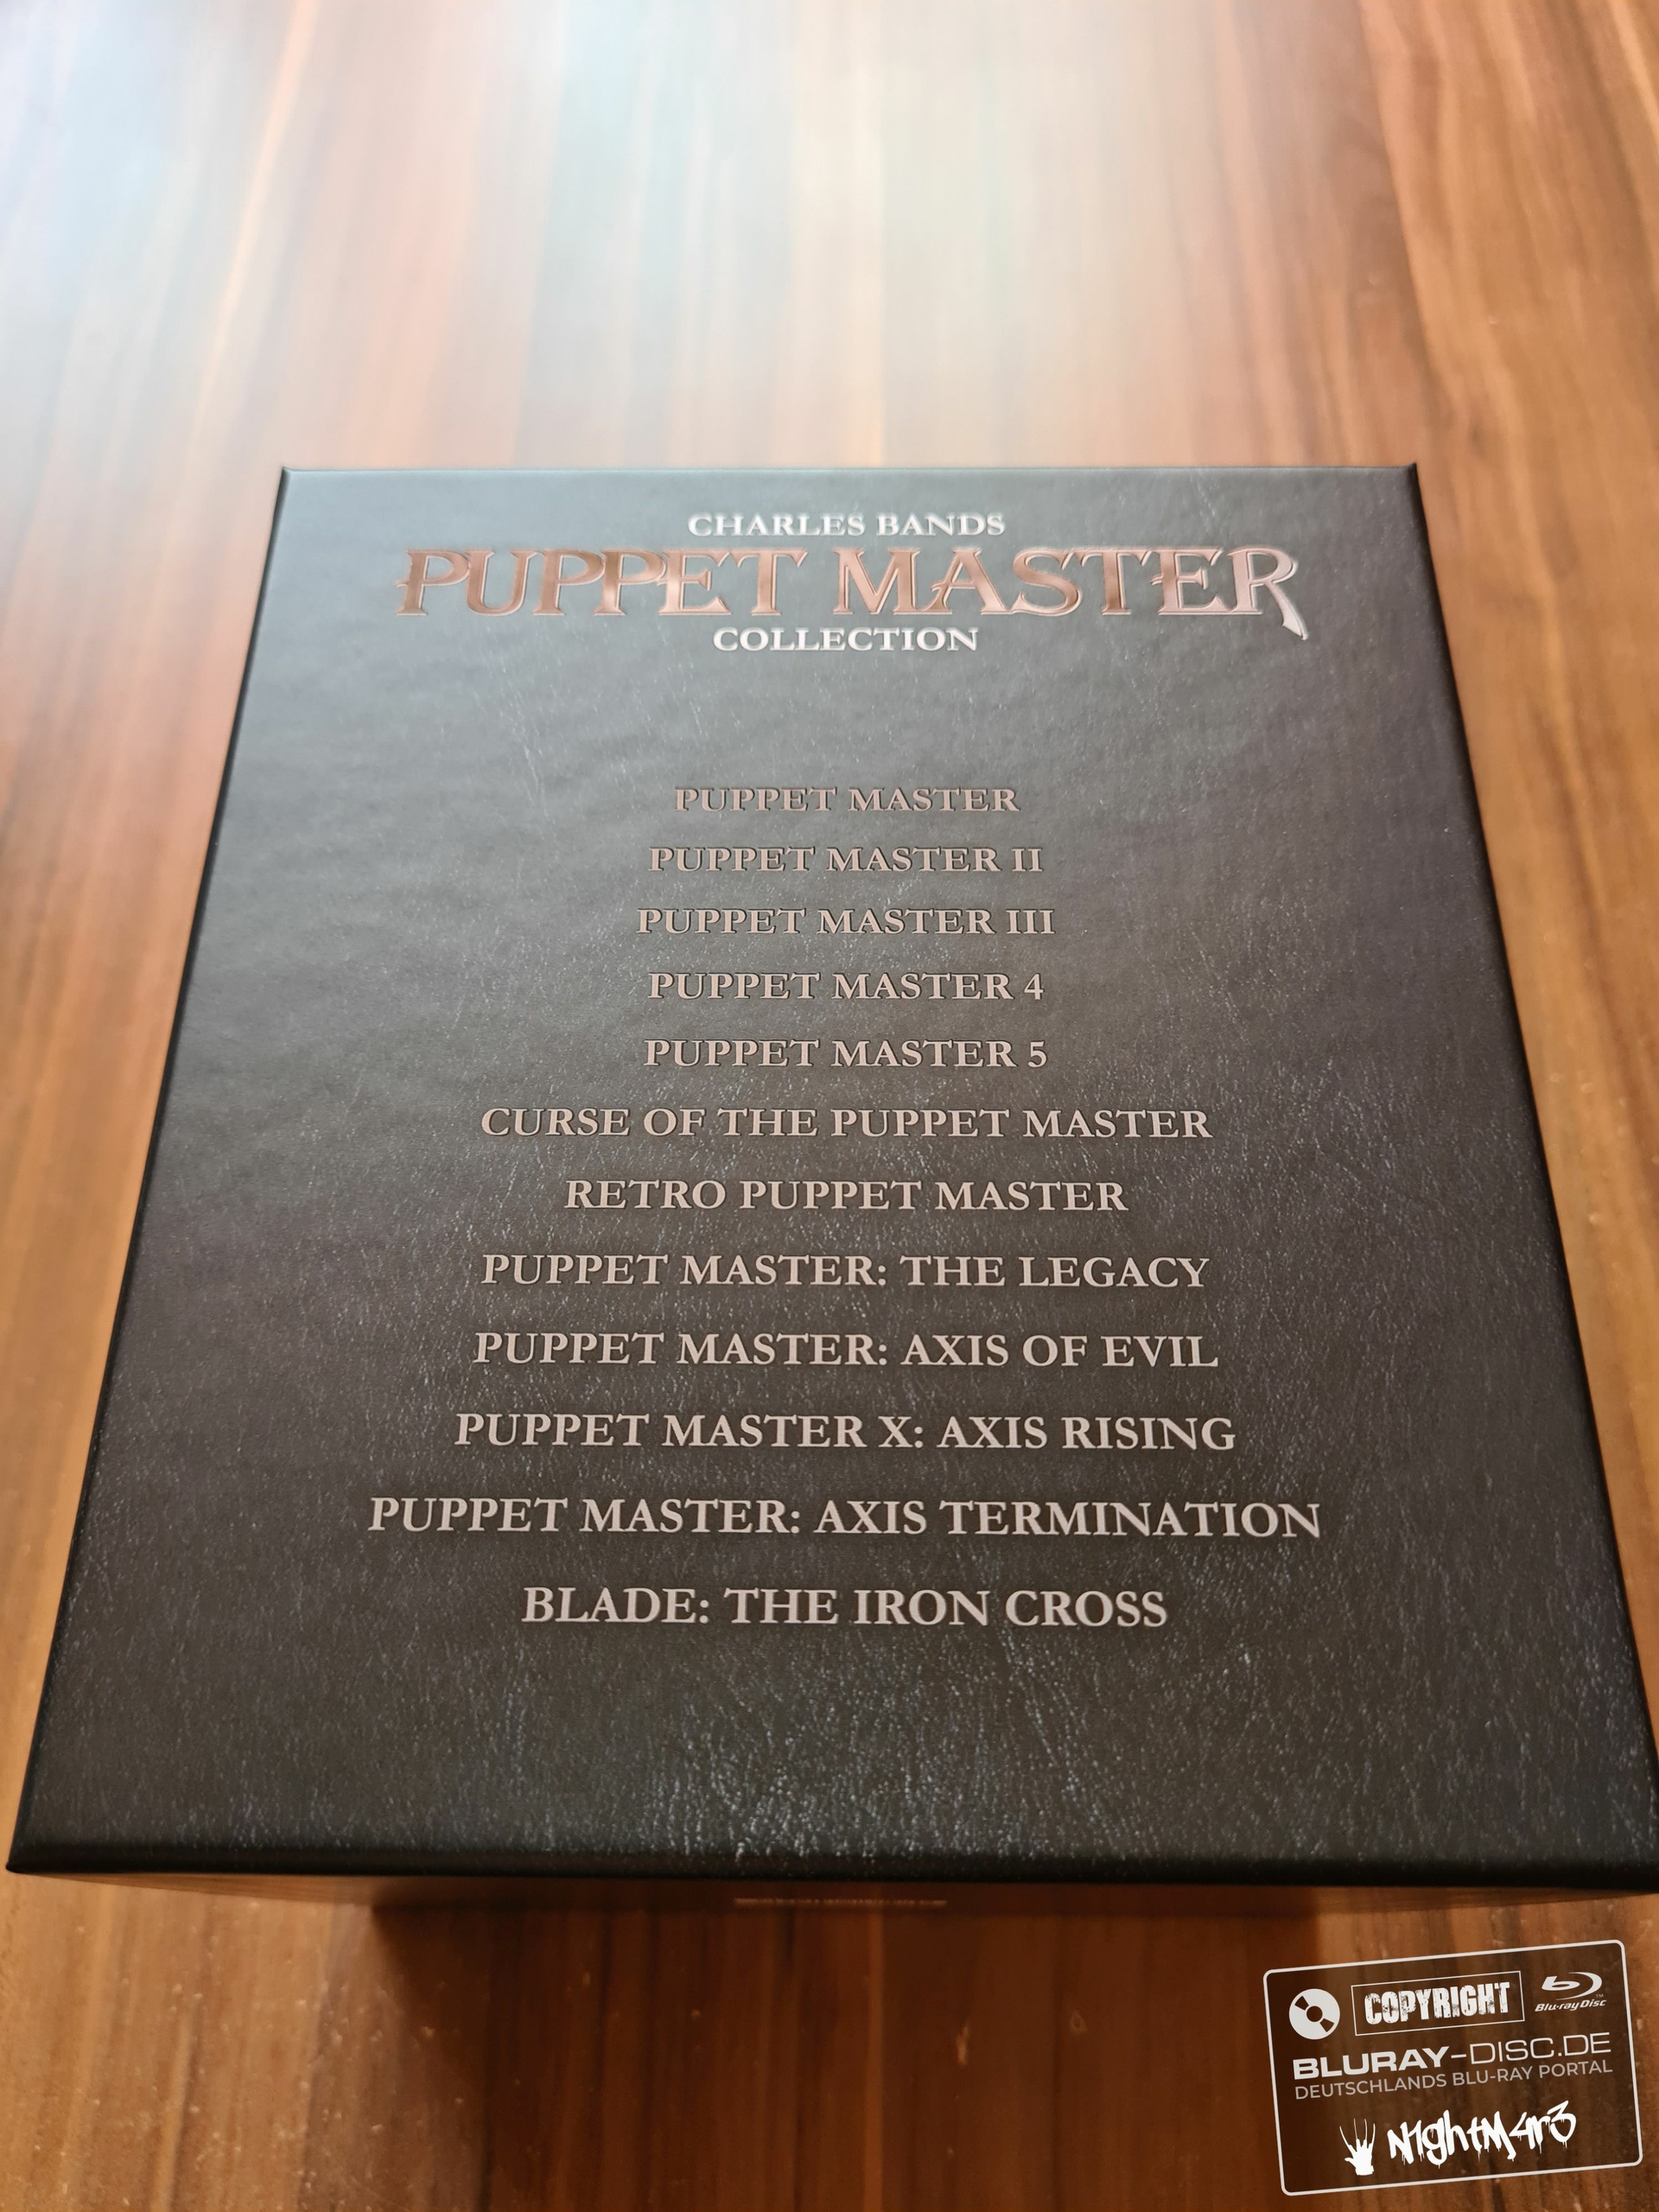 CHARLES BANDS
PUPPET MASTER
COLLECTION
PUPPET MASTER
PUPPET MASTER II
PUPPET MASTER III
PUPPET MASTER 4
PUPPET MASTER 5
CURSE OF THE PUPPET MASTER
RETRO PUPPET MASTER
PUPPET MASTER: THE LEGACY
PUPPET MASTER: AXIS OF EVIL
PUPPET MASTER X: AXIS RISING
PUPPET MASTER: AXIS TERMINATION
BLADE: THE IRON CROSS
COPYRIGHT
Blu-ray Disc
BLURAY-DISC.DE
DEUTSCHLANDS BLU-RAY PORTAL
N1ghtM4r3